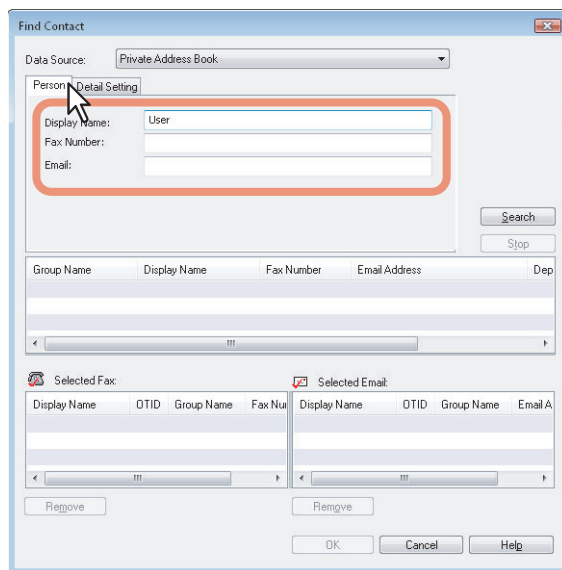 Find Contact
Data Source: Private Address Book
Person Detail Setting
Display Name: User
Fax Number:
Email:
Search
Stop
Group Name Display Name Fax Number Email Address Dep
Selected Fax: Selected Email:
Display Name OTID Group Name Fax Nur Display Name OTID Group Name Email A
Remove Remove
OK Cancel Help